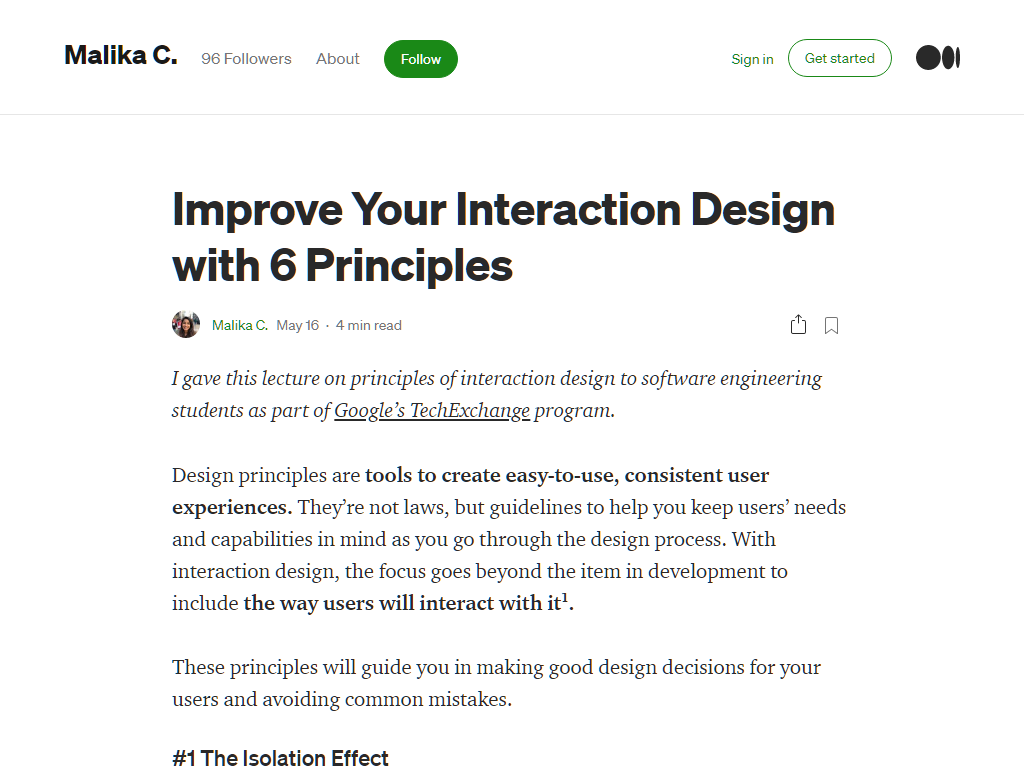 Malika C. 96 Followers About Follow Sign in Get started
Improve Your Interaction Design
with 6 Principles
Malika C. May 16 · 4 min read
I gave this lecture on principles of interaction design to software engineering
students as part of Google’s TechExchange program.
Design principles are tools to create easy-to-use, consistent user
experiences. They’re not laws, but guidelines to help you keep users’ needs
and capabilities in mind as you go through the design process. With
interaction design, the focus goes beyond the item in development to
include the way users will interact with it¹.
These principles will guide you in making good design decisions for your
users and avoiding common mistakes.
#1 The Isolation Effect